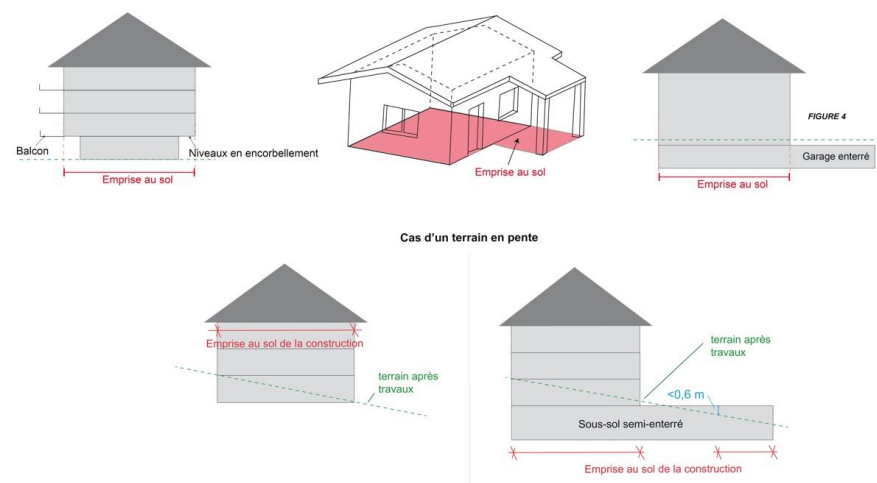 Balcon
Niveaux en encorbellement
Emprise au sol
Emprise au sol
FIGURE 4
Garage enterré
Emprise au sol
Cas d'un terrain en pente
Emprise au sol de la construction
terrain après
travaux
terrain après
travaux
<0,6 m
Sous-sol semi-enterré
Emprise au sol de la construction